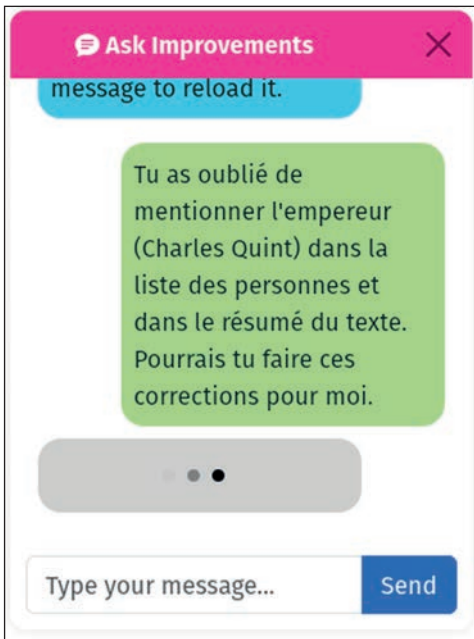 Ask Improvements
message to reload it.
Tu as oublié de
mentionner l'empereur
(Charles Quint) dans la
liste des personnes et
dans le résumé du texte.
Pourrais tu faire ces
corrections pour moi.
Type your message...
Send